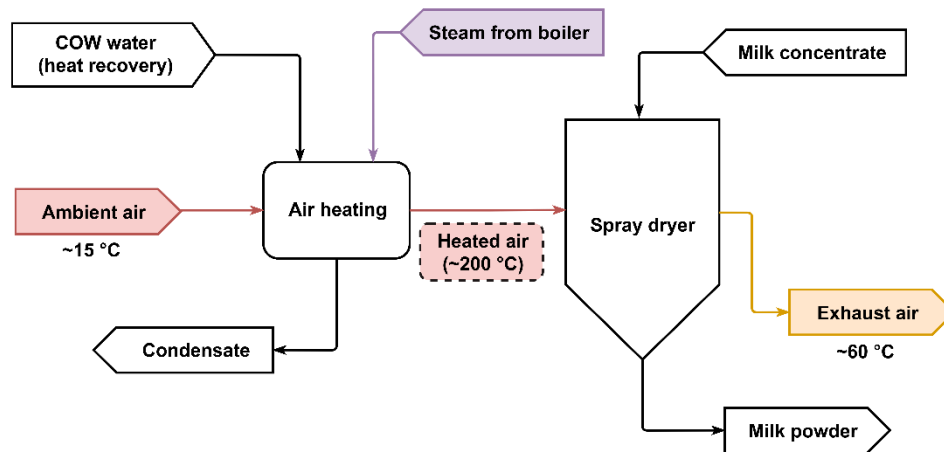 COW water
(heat recovery)
Steam from boiler
Milk concentrate
Ambient air
~15 °C
Air heating
Heated air
(~200 °C)
Spray dryer
Exhaust air
~60 °C
Condensate
Milk powder